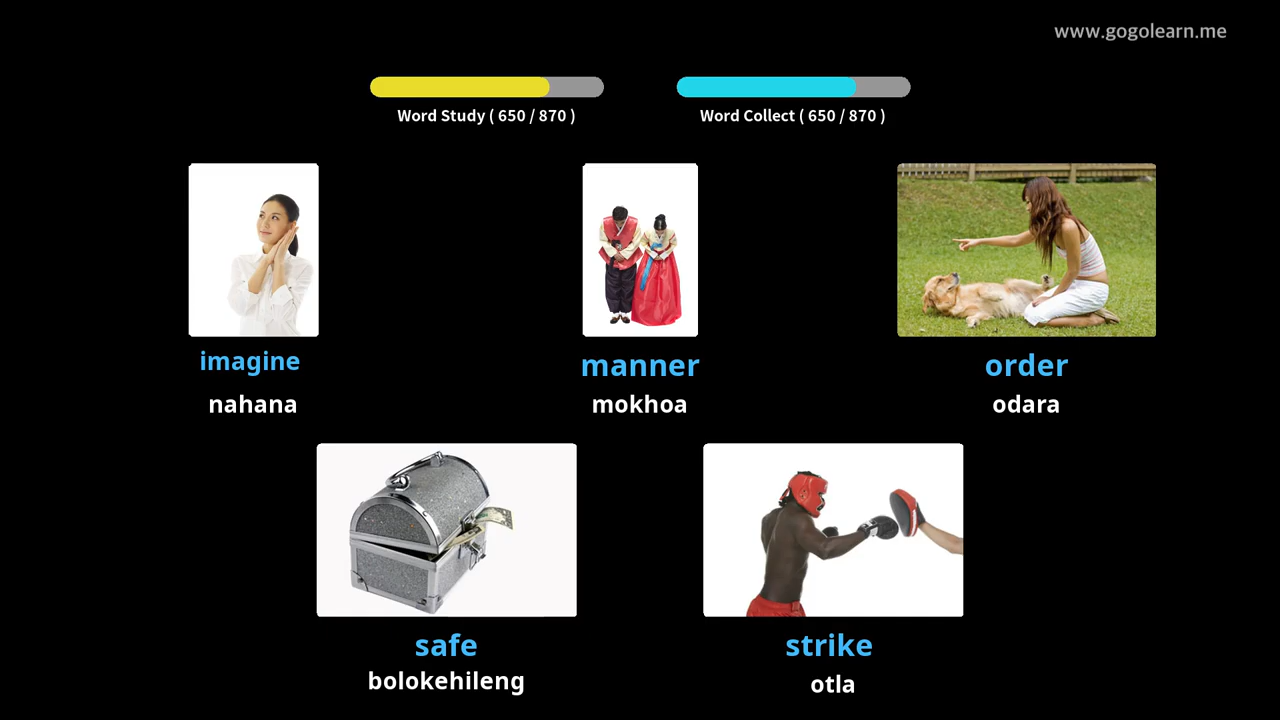 www.gogolearn.me
Word Study ( 650 / 870 )
Word Collect ( 650 / 870 )
imagine
nahana
manner
mokhoa
order
odara
safe
bolokehileng
strike
otla